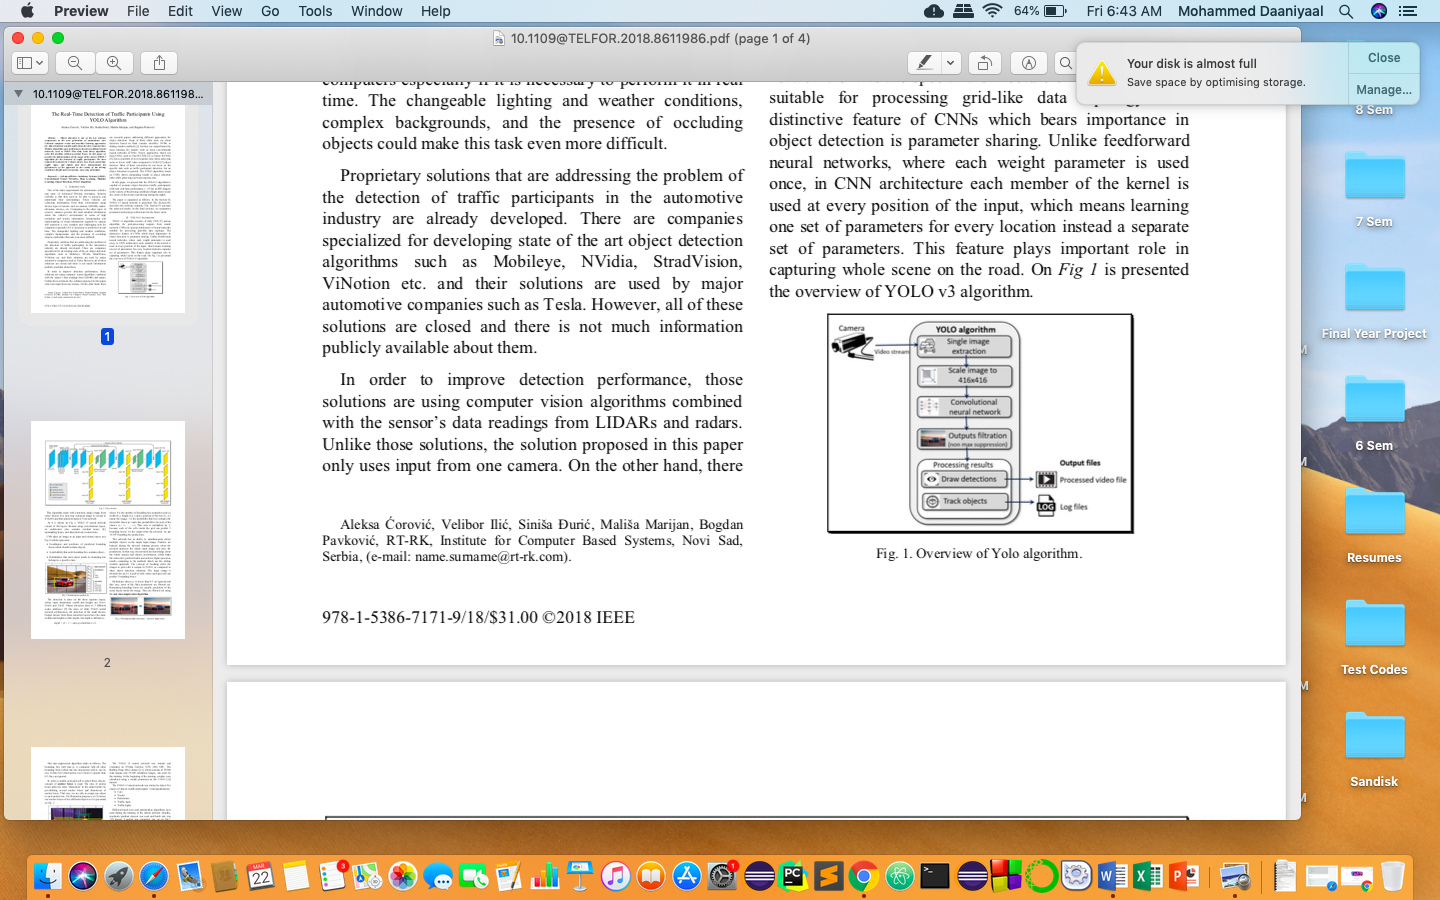 Preview File Edit View Go Tools Window Help
64% Fri 6:43 AM Mohammed Daaniyaal
10.1109@TELFOR.2018.8611986.pdf (page 1 of 4)
Your disk is almost full
Save space by optimising storage.
Close
Manage...
10.1109@TELFOR.2018.861198...
The Real-Time Detection of Traffic Participants Using
YOLO Algorithm
1
2
time. The changeable lighting and weather conditions,
complex backgrounds, and the presence of occluding
objects could make this task even more difficult.
Proprietary solutions that are addressing the problem of
the detection of traffic participants in the automotive
industry are already developed. There are companies
specialized for developing state of the art object detection
algorithms such as Mobileye, NVidia, StradVision,
ViNotion etc. and their solutions are used by major
automotive companies such as Tesla. However, all of these
solutions are closed and there is not much information
publicly available about them.
In order to improve detection performance, those
solutions are using computer vision algorithms combined
with the sensor's data readings from LIDARs and radars.
Unlike those solutions, the solution proposed in this paper
only uses input from one camera. On the other hand, there
Aleksa Ćorović, Velibor Ilić, Siniša Đurić, Mališa Marijan, Bogdan
Pavković, RT-RK, Institute for Computer Based Systems, Novi Sad,
Serbia, (e-mail: name.surname@rt-rk.com).
978-1-5386-7171-9/18/$31.00 ©2018 IEEE
suitable for processing grid-like data
distinctive feature of CNNs which bears importance in
object detection is parameter sharing. Unlike feedforward
neural networks, where each weight parameter is used
once, in CNN architecture each member of the kernel is
used at every position of the input, which means learning
one set of parameters for every location instead a separate
set of parameters. This feature plays important role in
capturing whole scene on the road. On Fig 1 is presented
the overview of YOLO v3 algorithm.
Camera
Video stream
YOLO algorithm
Single image
extraction
Scale image to
416x416
Convolutional
neural network
Outputs filtration
(non max suppression)
Processing results
Draw detections
Track objects
Output files
Processed video file
LOG
Log files
Fig. 1. Overview of Yolo algorithm.
8 Sem
7 Sem
Final Year Project
6 Sem
Resumes
Test Codes
Sandisk
MAR
22
3
1